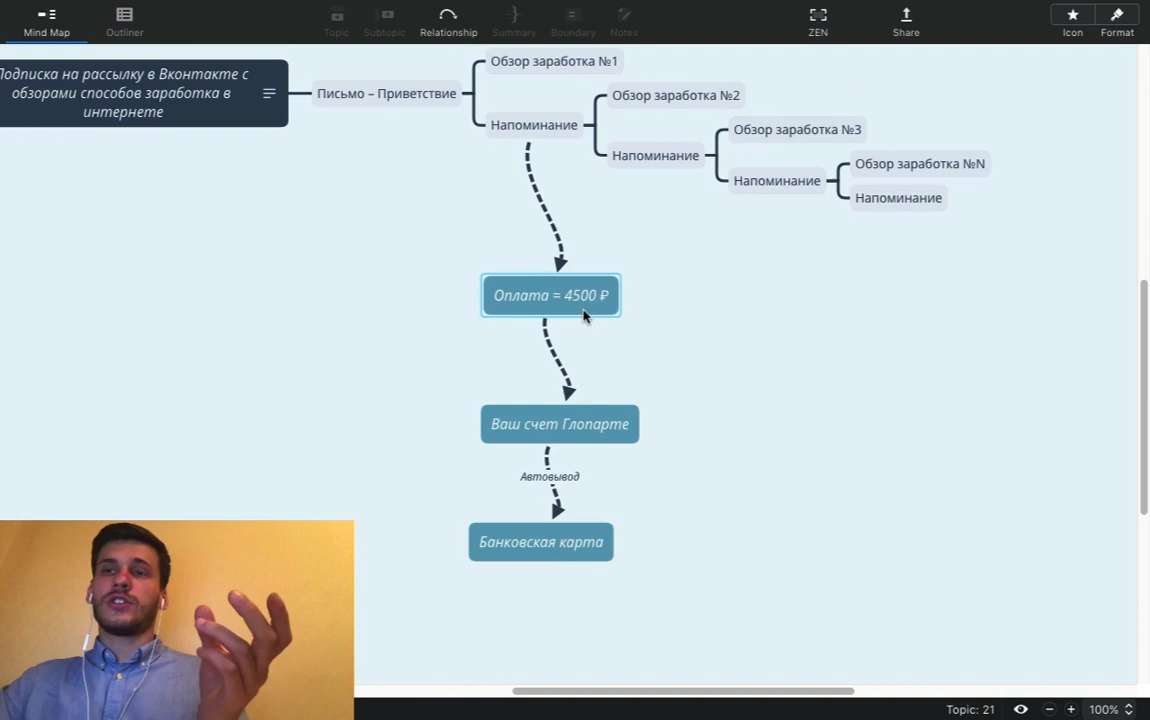 Mind Map
Outliner
Topic
Subtopic
Relationship
Summary
Boundary
Notes
ZEN
Share
Icon
Format
Подписка на рассылку в Вконтакте с
обзорами способов заработка в
интернете
Письмо – Приветствие
Обзор заработка №1
Напоминание
Обзор заработка №2
Напоминание
Обзор заработка №3
Напоминание
Обзор заработка №N
Напоминание
Оплата = 4500 ₽
Ваш счет Глопарте
Автовывод
Банковская карта
Topic: 21
100%